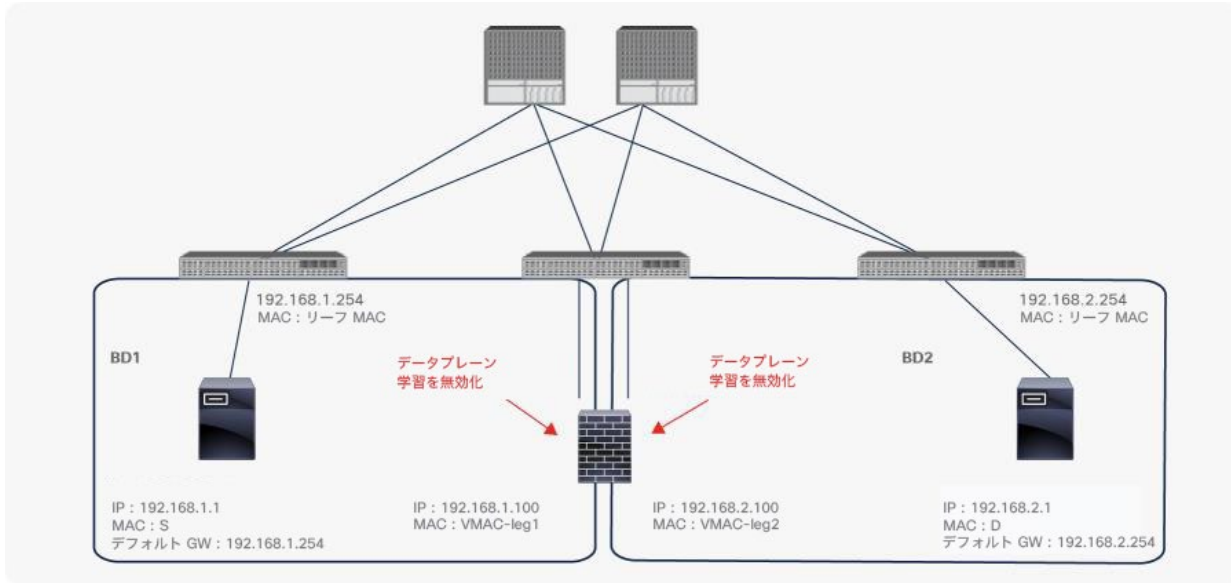 192.168.1.254
MAC：リーフ MAC
192.168.2.254
MAC：リーフ MAC
BD1
データプレーン
学習を無効化
データプレーン
学習を無効化
BD2
IP：192.168.1.1
MAC：S
デフォルト GW：192.168.1.254
IP：192.168.1.100
MAC：VMAC-leg1
IP：192.168.2.100
MAC：VMAC-leg2
IP：192.168.2.1
MAC：D
デフォルト GW：192.168.2.254